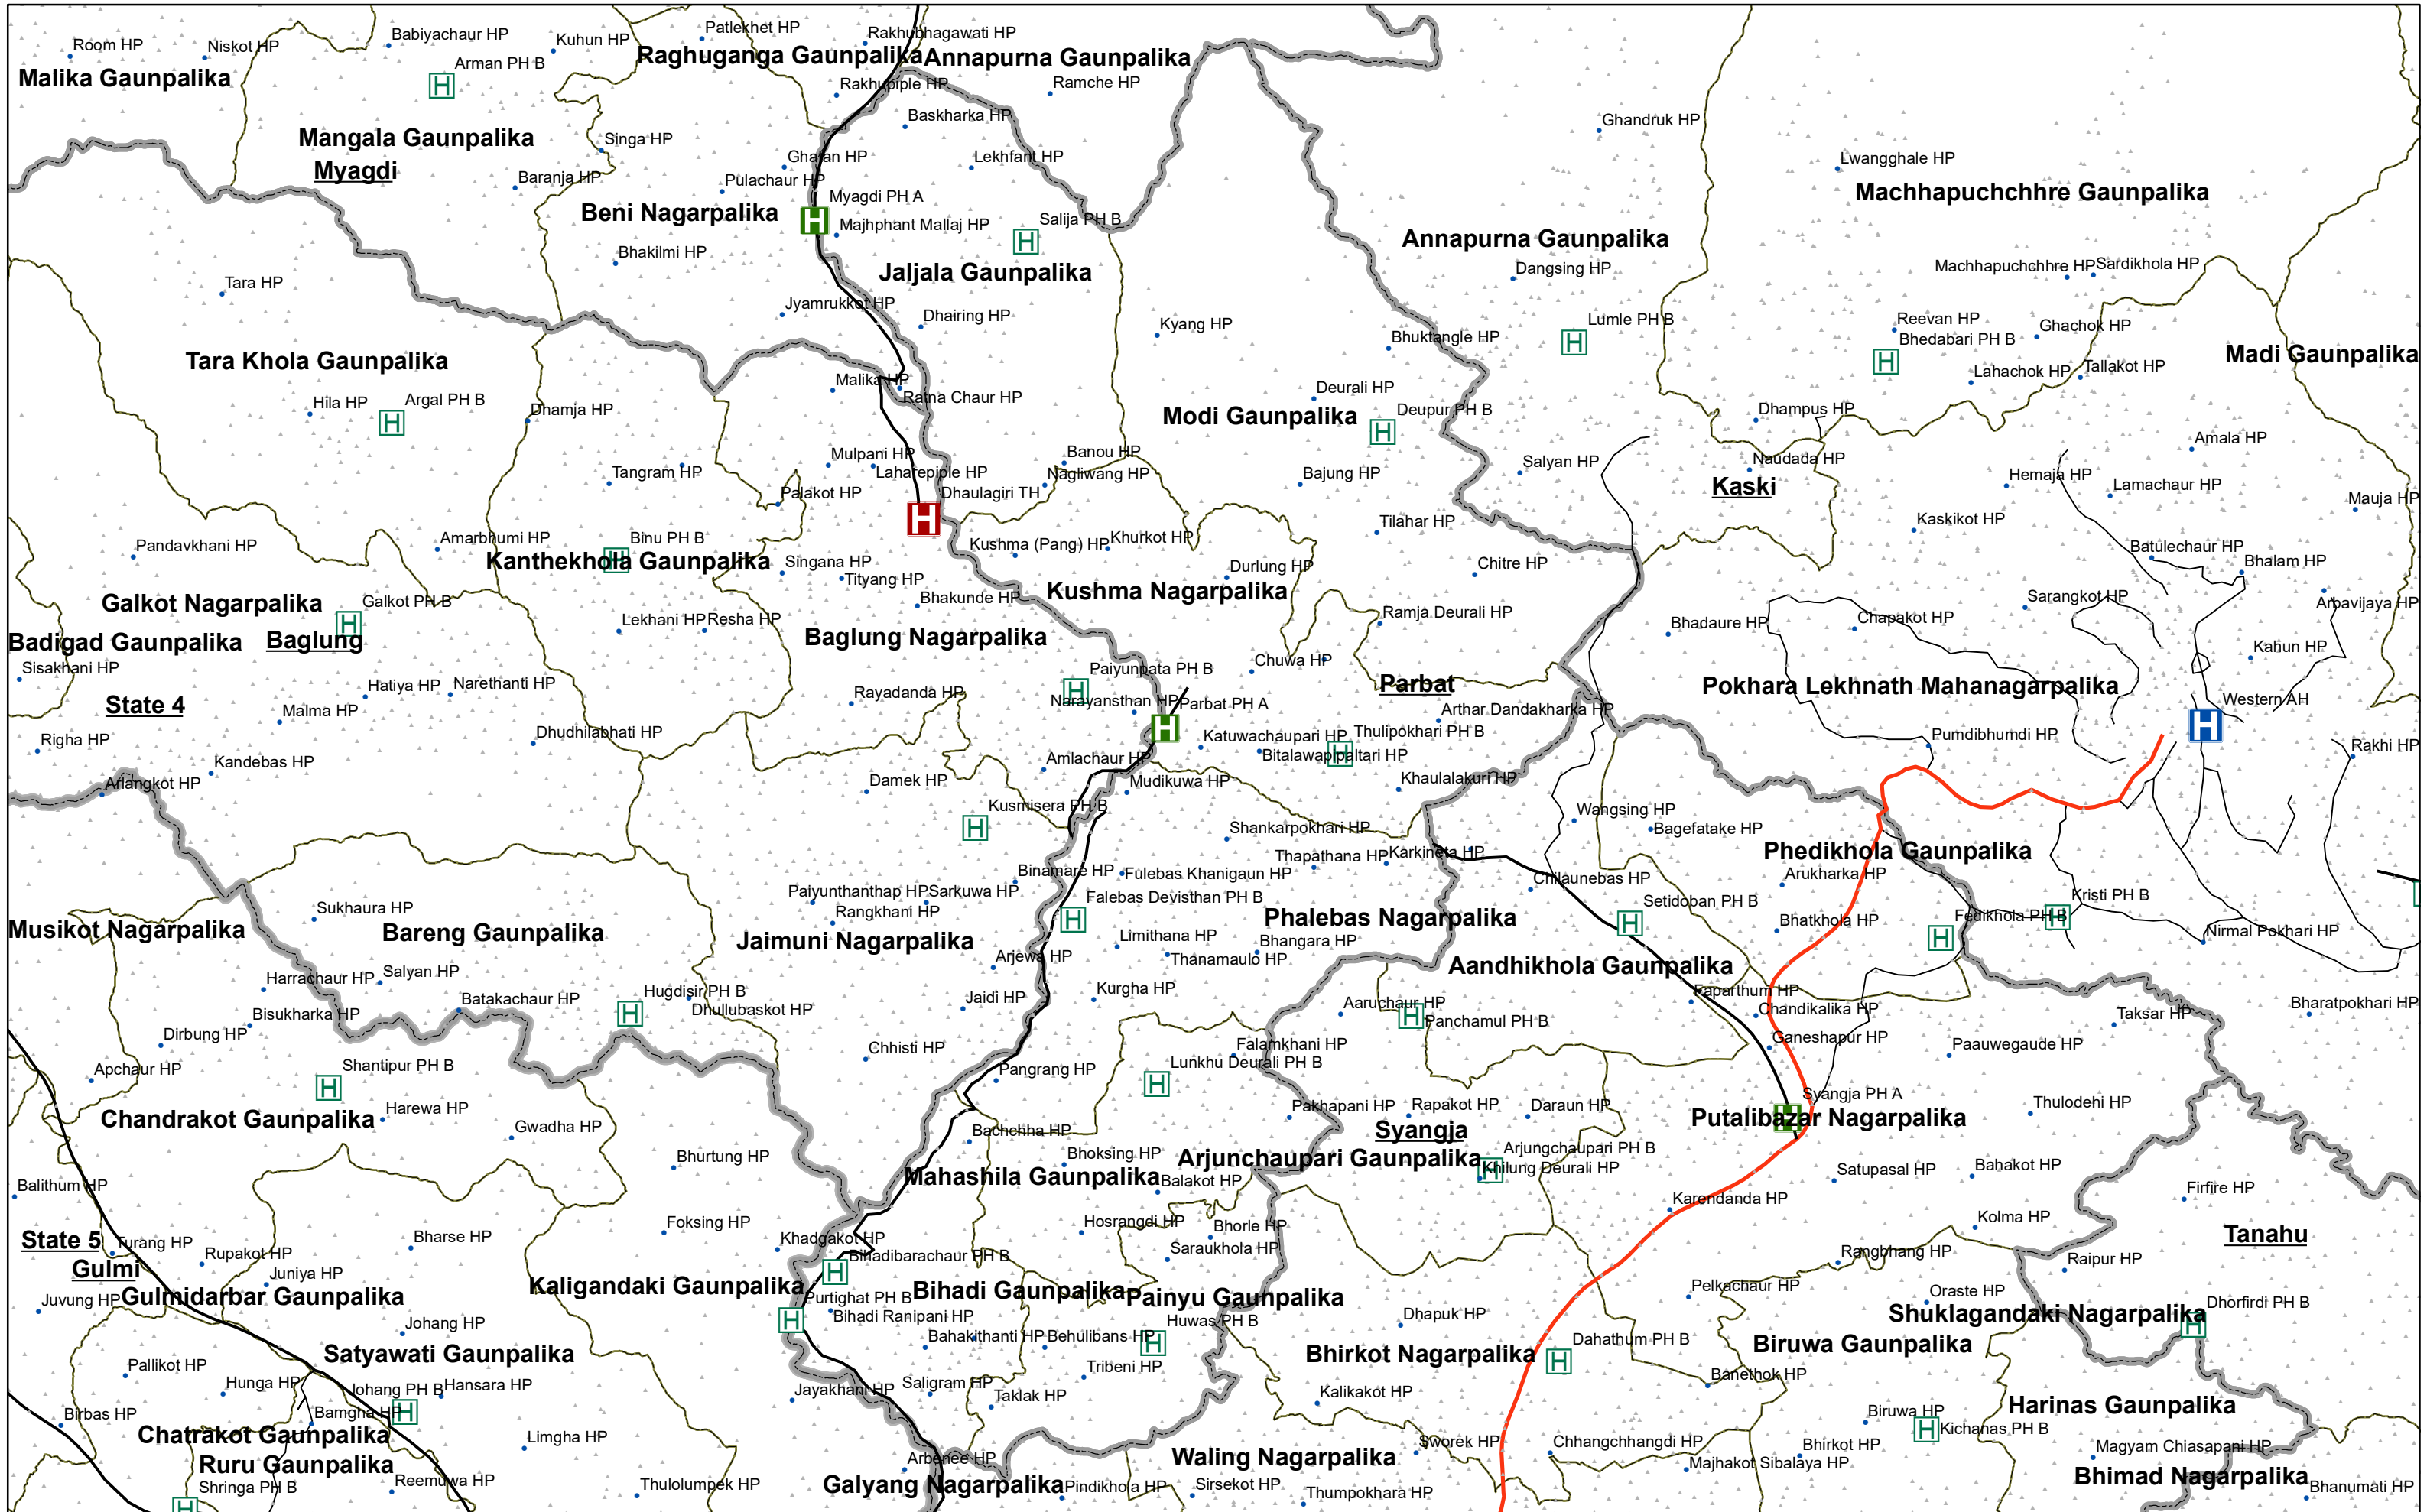 Room HP
Niskot HP
Babiyachaur HP
Kuhun HP
Patlekhet HP
Rakhubhagawati HP
Malika Gaunpalika
Arman PH B
Raghuganga Gaunpalika
Annapurna Gaunpalika
Rakhupiple HP
Ramche HP
Baskharka HP
Ghandruk HP
Mangala Gaunpalika
Myagdi
Singa HP
Ghatan HP
Lekhfant HP
Lwangghale HP
Baranja HP
Pulachaur HP
Myagdi PH A
Machhapuchchhre Gaunpalika
Beni Nagarpalika
Majhphant Mallaj HP
Salija PH B
Annapurna Gaunpalika
Bhakilmi HP
Jaljala Gaunpalika
Dangsing HP
Machhapuchchhre HP
Sardikhola HP
Tara HP
Jyamrukkot HP
Dhairing HP
Kyang HP
Bhuktangle HP
Lumle PH B
Reevan HP
Ghachok HP
Bhedabari PH B
Tara Khola Gaunpalika
Madi Gaunpalika
Malika HP
Ratna Chaur HP
Deurali HP
Lahachok HP
Tallakot HP
Hila HP
Argal PH B
Dhamja HP
Modi Gaunpalika
Deupur PH B
Dhampus HP
Amala HP
Mulpani HP
Laharepiple HP
Banou HP
Nagliwang HP
Bajung HP
Salyan HP
Naudada HP
Kaski
Hemaja HP
Lamachaur HP
Mauja HP
Tangram HP
Palakot HP
Dhaulagiri TH
Tilahar HP
Kaskikot HP
Pandavkhani HP
Amarbhumi HP
Binu PH B
Kanthekhola Gaunpalika
Singana HP
Kushma (Pang) HP
Khurkot HP
Batulechaur HP
Bhalam HP
Tityang HP
Durlung HP
Chitre HP
Galkot Nagarpalika
Galkot PH B
Bhakunde HP
Kushma Nagarpalika
Sarangkot HP
Arbavijaya HP
Lekhani HP
Resha HP
Ramja Deurali HP
Bhadaure HP
Chapakot HP
Badigad Gaunpalika
Baglung
Baglung Nagarpalika
Kahun HP
Sisakhani HP
Hatiya HP
Narethanti HP
Paiyunpata PH B
Chuwa HP
Parbat
Pokhara Lekhnath Mahanagarpalika
State 4
Malma HP
Rayadanda HP
Narayansthan HP
Parbat PH A
Arthar Dandakharka HP
Western AH
Righa HP
Dhudhilabhati HP
Katuwachaupari HP
Thulipokhari PH B
Pumdibhumdi HP
Rakhi HP
Kandebas HP
Amlachaur HP
Bitalawapipaltari HP
Arlangkot HP
Damek HP
Mudikuwa HP
Khaulalakuri HP
Kusmisera PH B
Wangsing HP
Shankarpokhari HP
Bagefatake HP
Thapathana HP
Karkineta HP
Phedikhola Gaunpalika
Binamare HP
Fulebas Khanigaun HP
Chilaunebas HP
Arukharka HP
Paiyunthanthap HP
Sarkuwa HP
Falebas Devisthan PH B
Setidoban PH B
Kristi PH B
Sukhaura HP
Rangkhani HP
Phalebas Nagarpalika
Bhatkhola HP
Fedikhola PH B
Musikot Nagarpalika
Bareng Gaunpalika
Jaimuni Nagarpalika
Limithana HP
Bhangara HP
Nirmal Pokhari HP
Arjewa HP
Thanamaulo HP
Aandhikhola Gaunpalika
Harrachaur HP
Salyan HP
Hugdisir PH B
Kurgha HP
Batakachaur HP
Dhullubaskot HP
Jaidi HP
Aaruchaur HP
Faparthum HP
Bharatpokhari HP
Bisukharka HP
Panchamul PH B
Chandikalika HP
Taksar HP
Dirbung HP
Chhisti HP
Falamkhani HP
Ganeshapur HP
Paauwegaude HP
Apchaur HP
Shantipur PH B
Pangrang HP
Lunkhu Deurali PH B
Syangja PH A
Chandrakot Gaunpalika
Harewa HP
Pakhapani HP
Rapakot HP
Daraun HP
Putalibazar Nagarpalika
Thulodehi HP
Gwadha HP
Bachchha HP
Syangja
Bhurtung HP
Bhoksing HP
Arjunchaupari Gaunpalika
Arjungchaupari PH B
Khilung Deurali HP
Satupasal HP
Banakot HP
Balithum HP
Mahashila Gaunpalika
Balakot HP
Karendanda HP
Firfire HP
State 5
Turang HP
Foksing HP
Hosrangdi HP
Bhorle HP
Kolma HP
Tanahu
Rupakot HP
Bharse HP
Khadgakot HP
Saraukhola HP
Rangbhang HP
Raipur HP
Gulmi
Juniya HP
Bihadibarachaur PH B
Juvung HP
Gulmidarbar Gaunpalika
Kaligandaki Gaunpalika
Purtighat PH B
Bihadi Gaunpalika
Painyu Gaunpalika
Pelkachaur HP
Oraste HP
Dhorfirdi PH B
Bihadi Ranipani HP
Dhapuk HP
Shuklagandaki Nagarpalika
Johang HP
Bahakithanti HP
Behulibans HP
Huwas PH B
Dahathum PH B
Biruwa Gaunpalika
Pallikot HP
Satyawati Gaunpalika
Tribeni HP
Bhirkot Nagarpalika
Hunga HP
Johang PH B
Hansara HP
Jayakhani HP
Saligram HP
Taklak HP
Kalikakot HP
Banethok HP
Harinas Gaunpalika
Birbas HP
Bamgha HP
Biruwa HP
Kichanas PH B
Chatrakot Gaunpalika
Limgha HP
Sworek HP
Chhangchhangdi HP
Bhirkot HP
Magyam Chiasapani HP
Ruru Gaunpalika
Arbenee HP
Waling Nagarpalika
Majhakot Sibalaya HP
Bhimad Nagarpalika
Shringa PH B
Reemuwa HP
Thulolumpek HP
Galyang Nagarpalika
Pindikhola HP
Sirsekot HP
Thumpokhara HP
Bhanumati HP